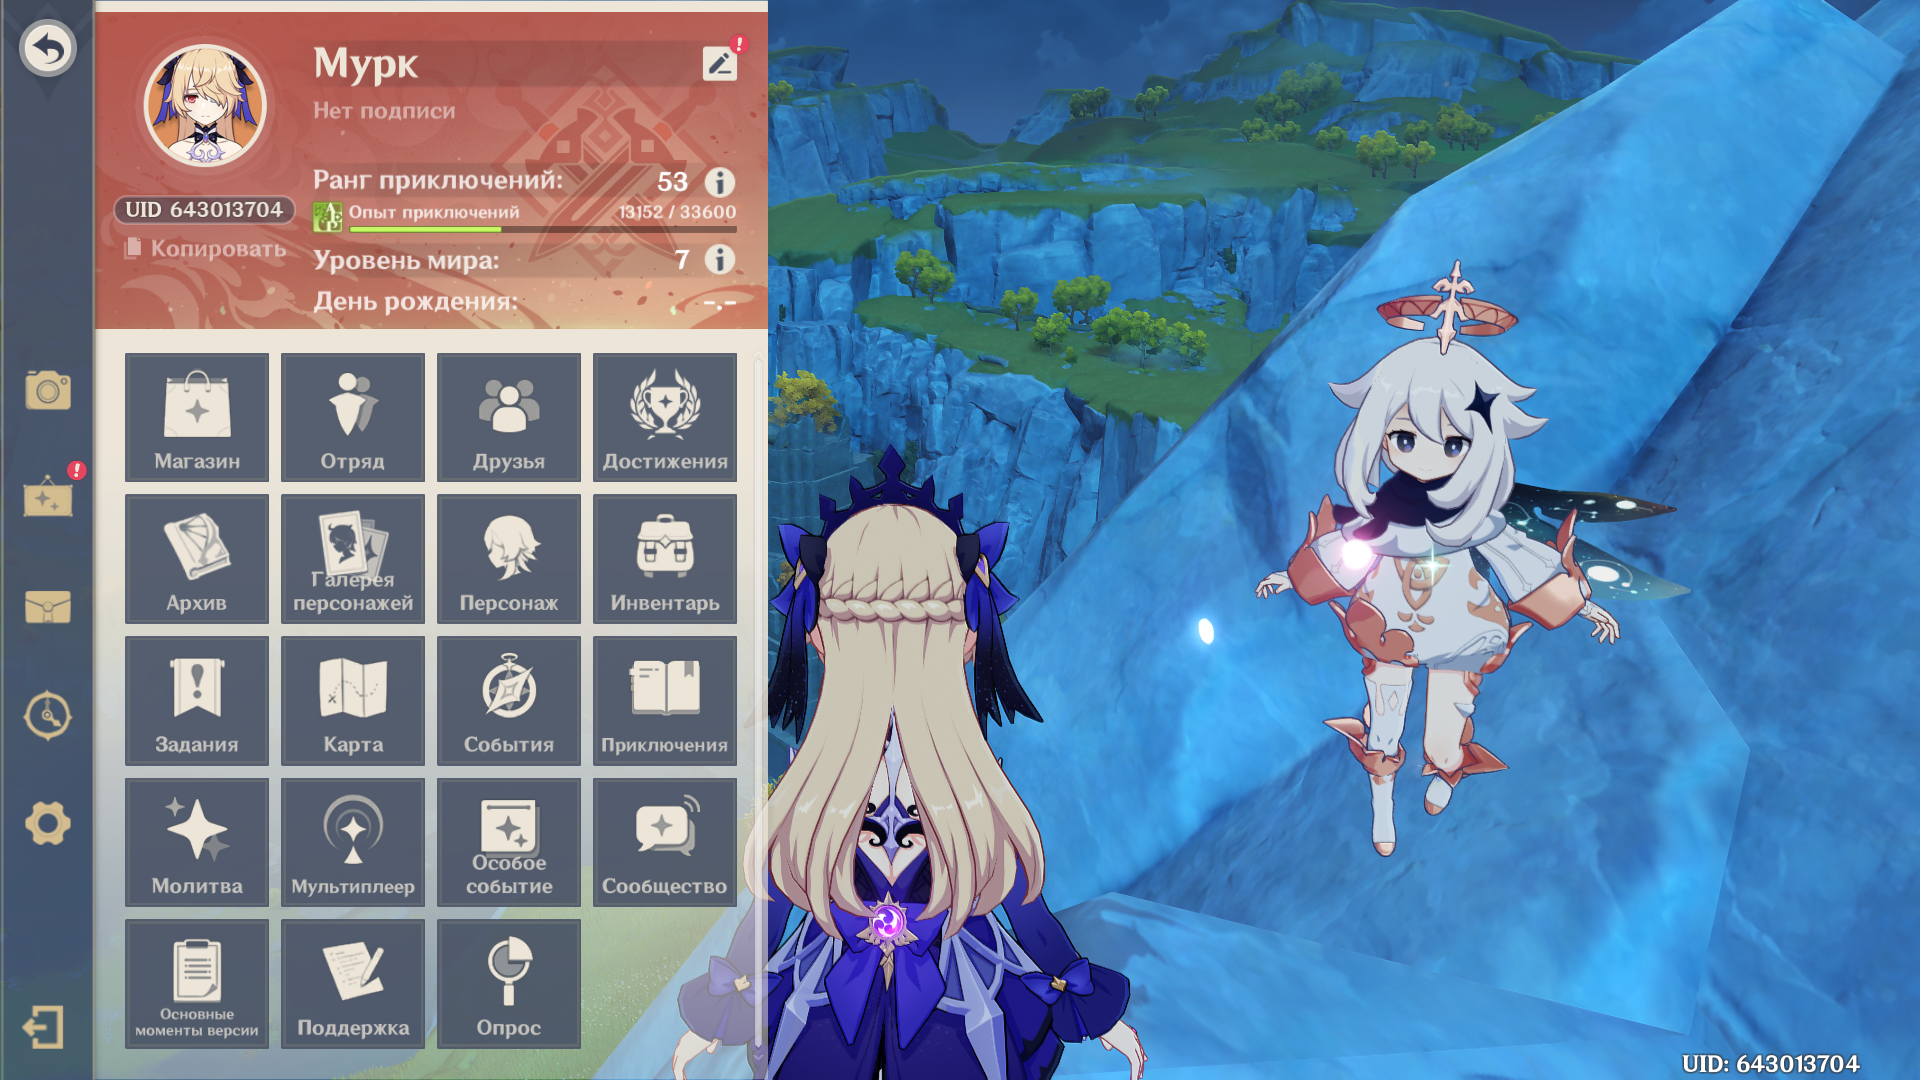 Мурк
Нет подписи
Ранг приключений: 53
Опыт приключений 13152 / 33600
UID 643013704
Копировать
Уровень мира: 7
День рождения: --.--
Магазин
Отряд
Друзья
Достижения
Архив
Галерея
персонажей
Персонаж
Инвентарь
Задания
Карта
События
Приключения
Молитва
Мультиплеер
Особое
событие
Сообщество
Основные
моменты версии
Поддержка
Опрос
UID: 643013704